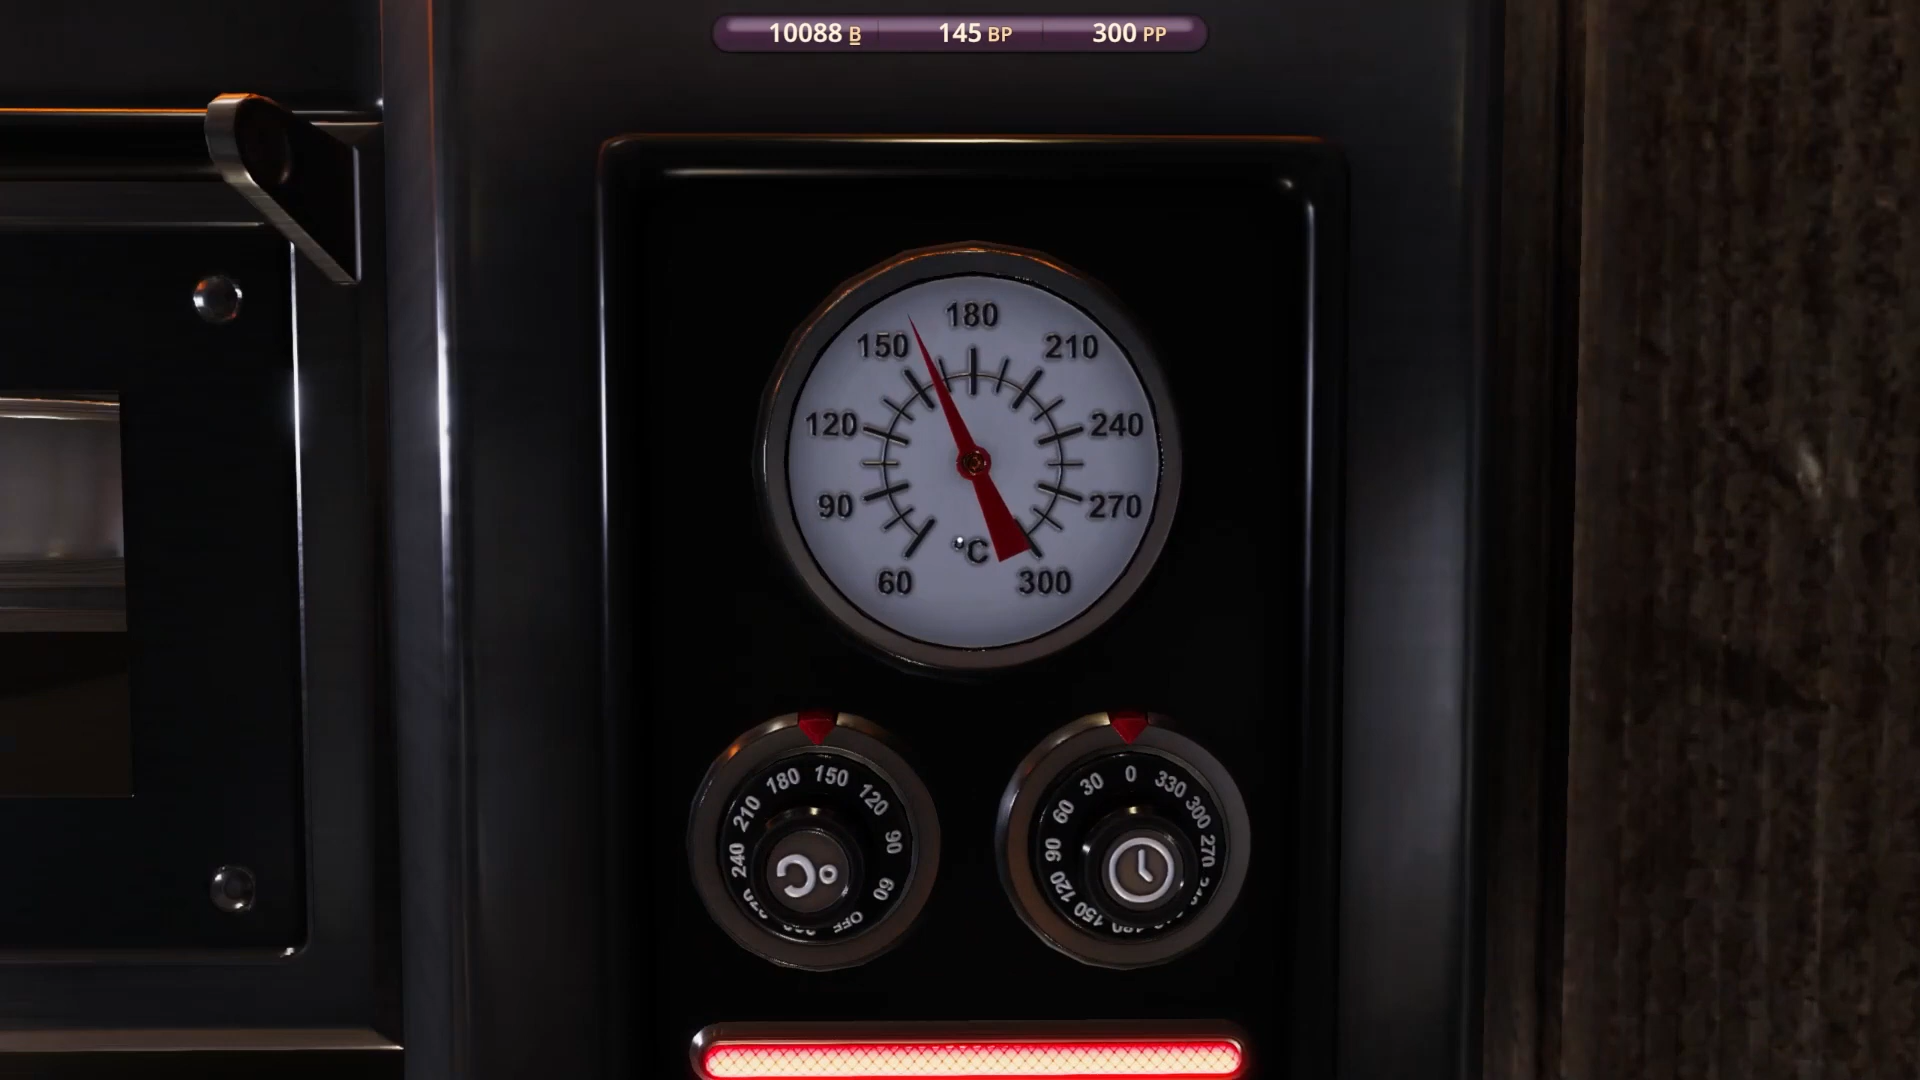 10088 B 145 BP 300 PP
180
150 210
120 240
90 270
°C
60 300
180 150 120 90 60 OFF 210 240
0 330 300 270 30 60 90 120 150
°C